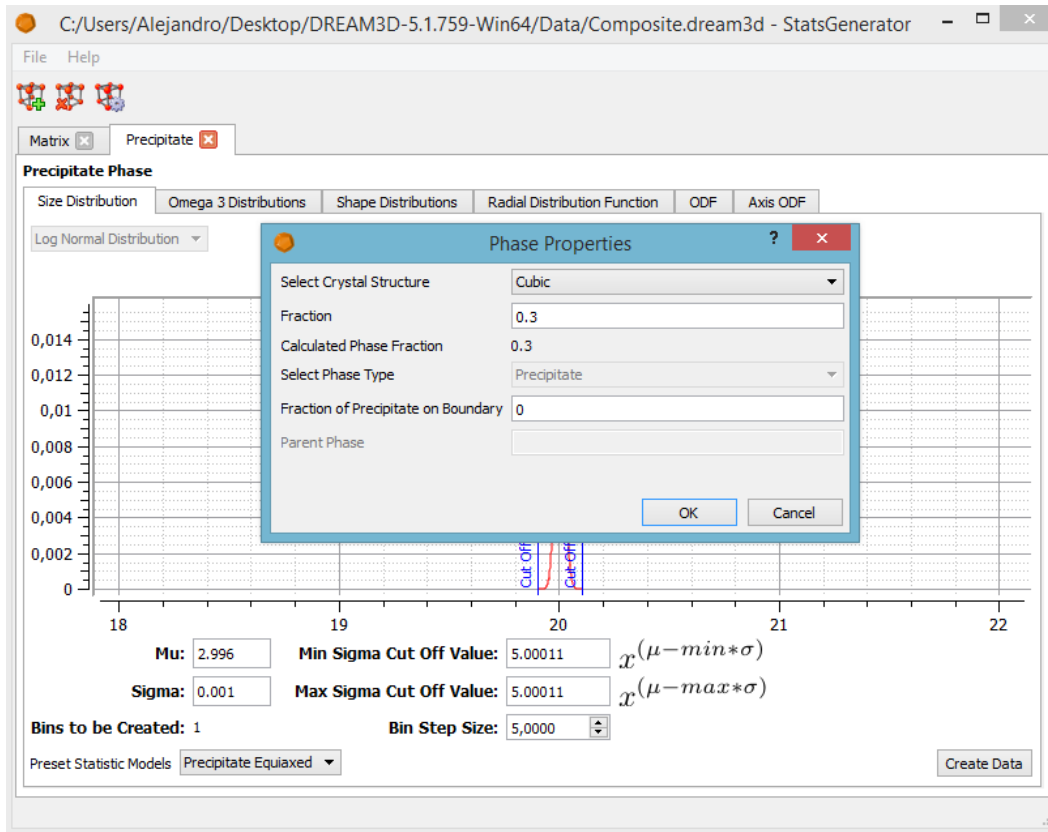 C:/Users/Alejandro/Desktop/DREAM3D-5.1.759-Win64/Data/Composite.dream3d - StatsGenerator
File Help
Matrix Precipitate
Precipitate Phase
Size Distribution Omega 3 Distributions Shape Distributions Radial Distribution Function ODF Axis ODF
Log Normal Distribution
Phase Properties ?
Select Crystal Structure Cubic
Fraction 0.3
Calculated Phase Fraction 0.3
Select Phase Type Precipitate
Fraction of Precipitate on Boundary 0
Parent Phase
OK Cancel
0,014
0,012
0,01
0,008
0,006
0,004
0,002
0
Cut Off
Cut Off
18 19 20 21 22
Mu: 2.996 Min Sigma Cut Off Value: 5.00011 x^(μ−min∗σ)
Sigma: 0.001 Max Sigma Cut Off Value: 5.00011 x^(μ−max∗σ)
Bins to be Created: 1 Bin Step Size: 5,0000
Preset Statistic Models Precipitate Equiaxed Create Data